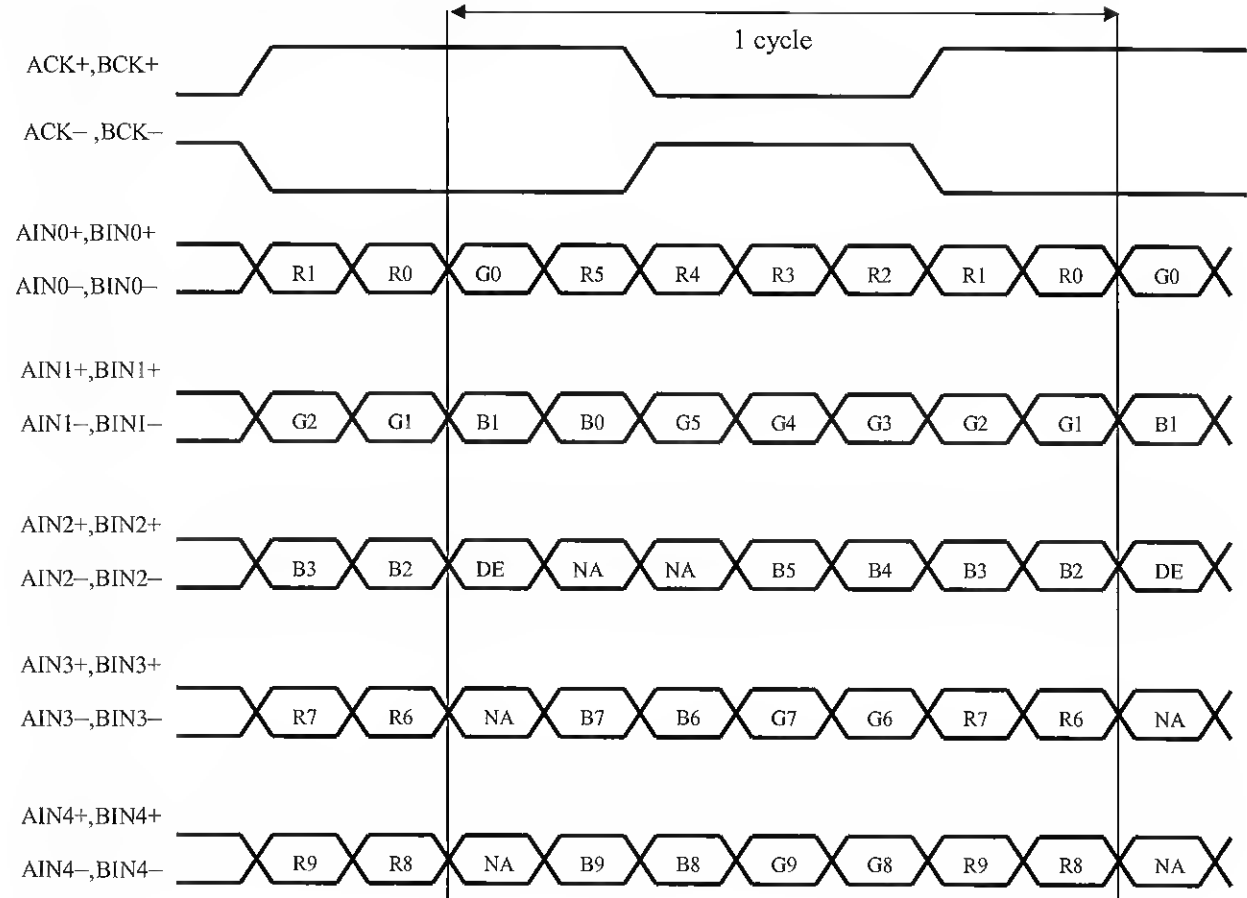 1 cycle
ACK+,BCK+
ACK– ,BCK–
AIN0+,BIN0+
R1 R0 G0 R5 R4 R3 R2 R1 R0 G0
AIN0–,BIN0–
AIN1+,BIN1+
G2 G1 B1 B0 G5 G4 G3 G2 G1 B1
AIN1–,BINI–
AIN2+,BIN2+
B3 B2 DE NA NA B5 B4 B3 B2 DE
AIN2–,BIN2–
AIN3+,BIN3+
R7 R6 NA B7 B6 G7 G6 R7 R6 NA
AIN3–,BIN3–
AIN4+,BIN4+
R9 R8 NA B9 B8 G9 G8 R9 R8 NA
AIN4–,BIN4–